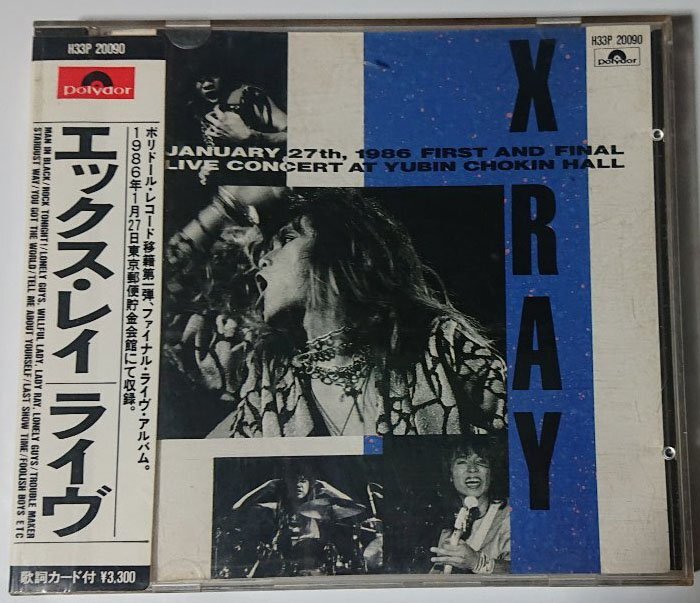 H33P 20090
polydor
エックス・レイ ライヴ
ポリドール・レコード移籍第一弾、ファイナル・ライヴ・アルバム。
1986年1月27日東京郵便貯金会館にて収録。
MAN IN BLACK/ROCK TONIGHT!/LONELY GUYS, WILLFUL LADY, LADY RAY, LONELY GUYS/TROUBLE MAKER
STARDUST WAY/YOU GOT THE WORLD/TELL ME ABOUT YOURSELF/LAST SHOW TIME/FOOLISH BOYS ETC
歌詞カード付 ¥3,300
H33P 20090
polydor
X RAY
JANUARY 27th, 1986 FIRST AND FINAL
LIVE CONCERT AT YUBIN CHOKIN HALL